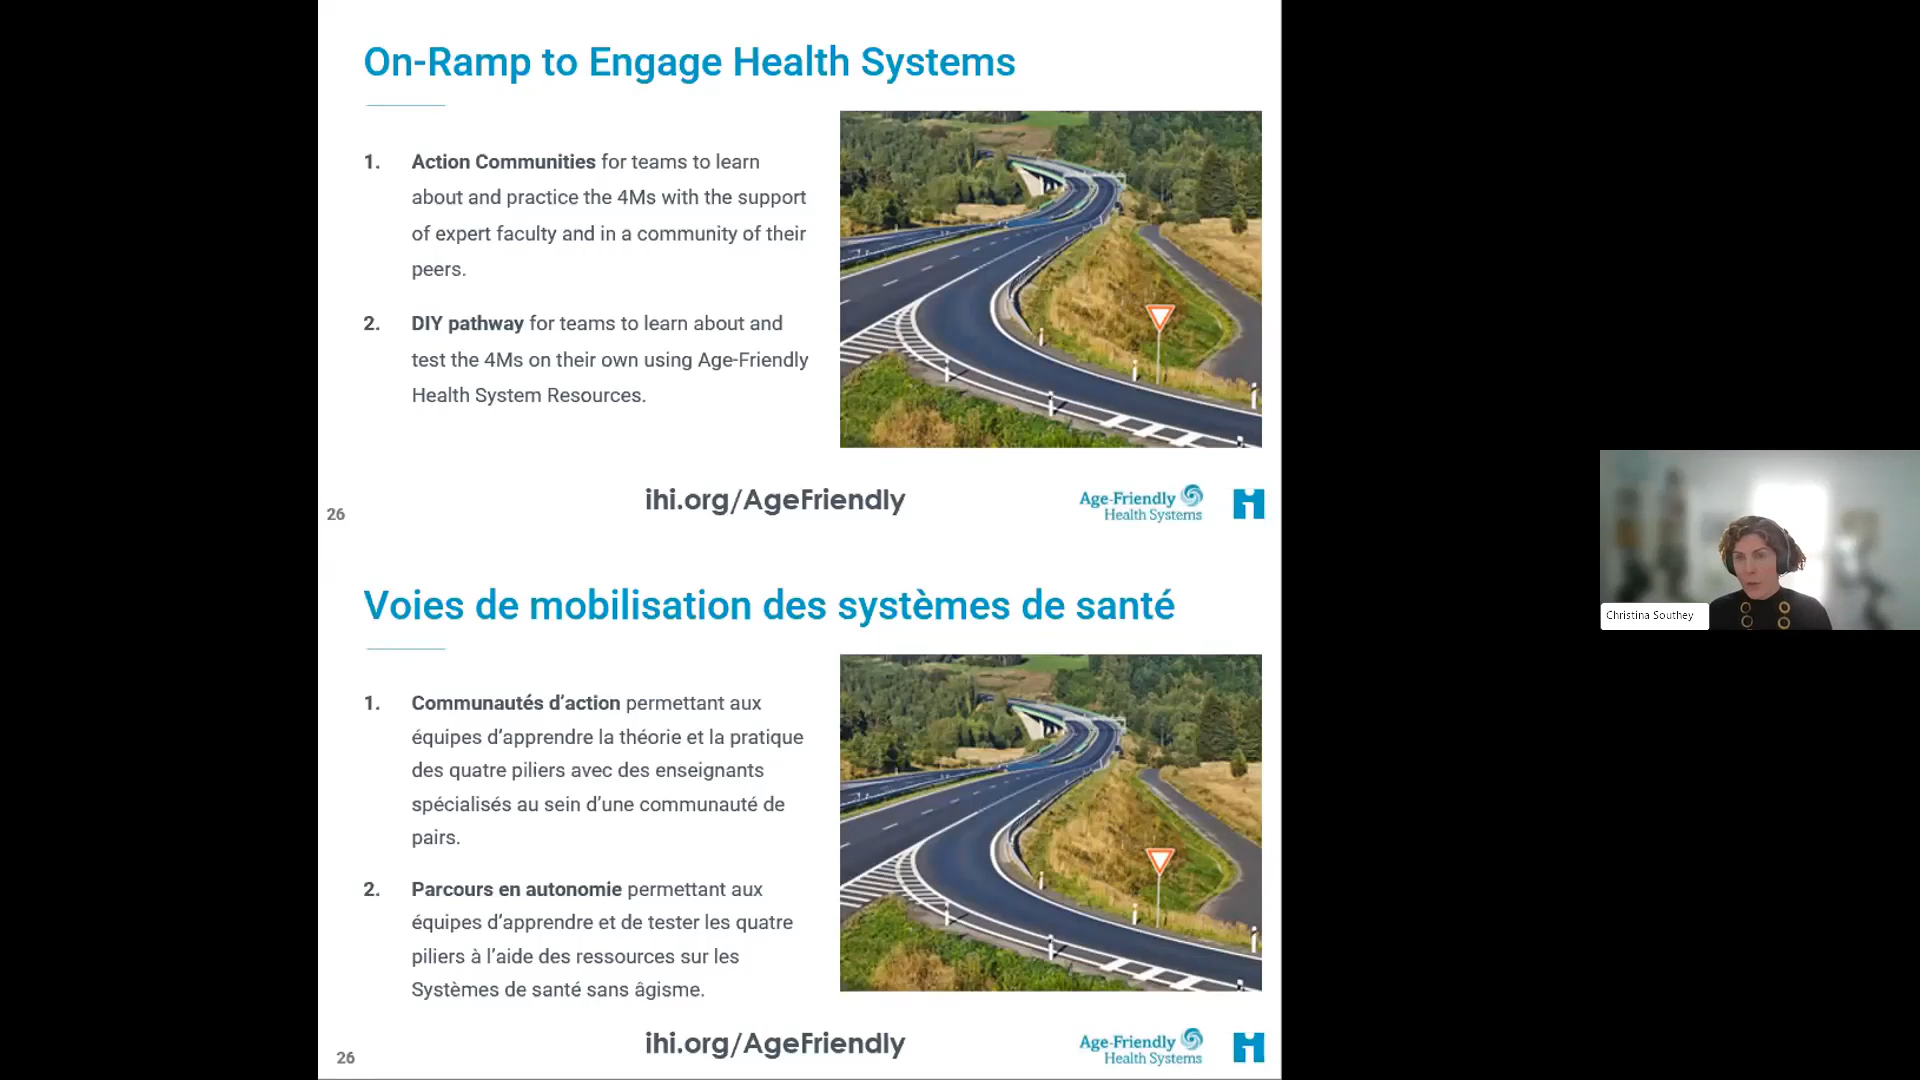 On-Ramp to Engage Health Systems
1. Action Communities for teams to learn
about and practice the 4Ms with the support
of expert faculty and in a community of their
peers.
2. DIY pathway for teams to learn about and
test the 4Ms on their own using Age-Friendly
Health System Resources.
26
ihi.org/AgeFriendly
Age-Friendly
Health Systems
Voies de mobilisation des systèmes de santé
1. Communautés d’action permettant aux
équipes d’apprendre la théorie et la pratique
des quatre piliers avec des enseignants
spécialisés au sein d’une communauté de
pairs.
2. Parcours en autonomie permettant aux
équipes d’apprendre et de tester les quatre
piliers à l’aide des ressources sur les
Systèmes de santé sans âgisme.
26
ihi.org/AgeFriendly
Age-Friendly
Health Systems
Christina Southey